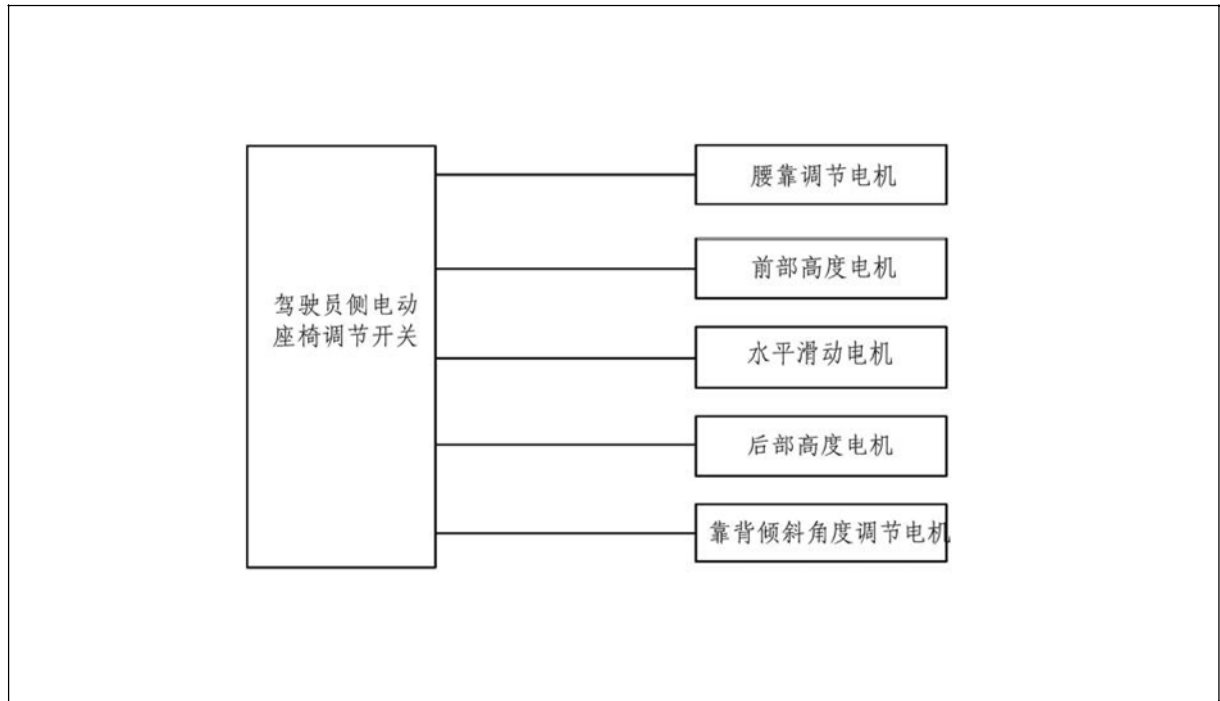 驾驶员侧电动
座椅调节开关
腰靠调节电机
前部高度电机
水平滑动电机
后部高度电机
靠背倾斜角度调节电机